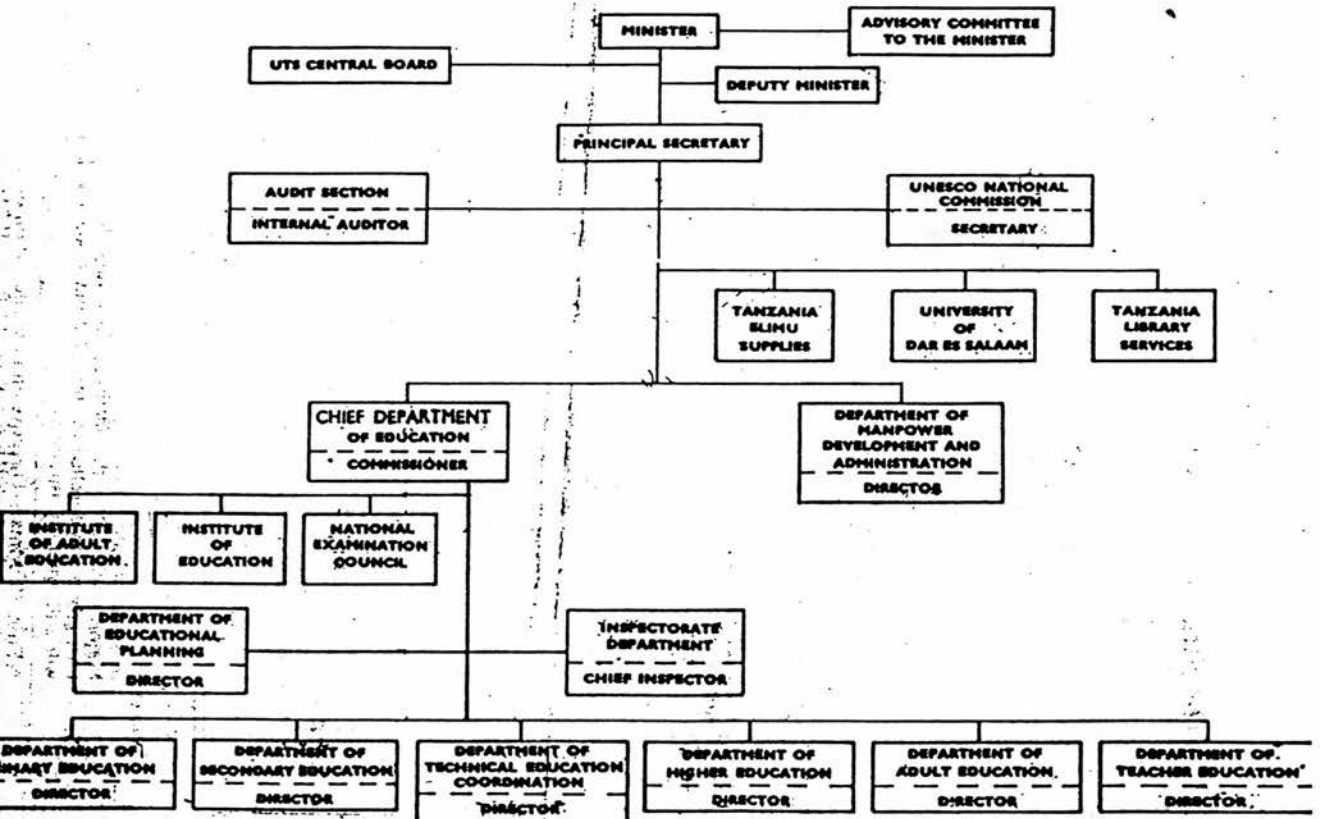 MINISTER
ADVISORY COMMITTEE
TO THE MINISTER
UTS CENTRAL BOARD
DEPUTY MINISTER
PRINCIPAL SECRETARY
AUDIT SECTION
INTERNAL AUDITOR
UNESCO NATIONAL
COMMISSION
SECRETARY
TANZANIA
ELIMU
SUPPLIES
UNIVERSITY
OF
DAR ES SALAAM
TANZANIA
LIBRARY
SERVICES
CHIEF DEPARTMENT
OF EDUCATION
COMMISSIONER
DEPARTMENT OF
MANPOWER
DEVELOPMENT AND
ADMINISTRATION
DIRECTOR
INSTITUTE
OF ADULT
EDUCATION
INSTITUTE
OF
EDUCATION
NATIONAL
EXAMINATION
COUNCIL
DEPARTMENT OF
EDUCATIONAL
PLANNING
DIRECTOR
INSPECTORATE
DEPARTMENT
CHIEF INSPECTOR
DEPARTMENT OF
EDUCATION
DIRECTOR
DEPARTMENT OF
SECONDARY EDUCATION
DIRECTOR
DEPARTMENT OF
TECHNICAL EDUCATION
COORDINATION
DIRECTOR
DEPARTMENT OF
HIGHER EDUCATION
DIRECTOR
DEPARTMENT OF
ADULT EDUCATION
DIRECTOR
DEPARTMENT OF
TEACHER EDUCATION
DIRECTOR